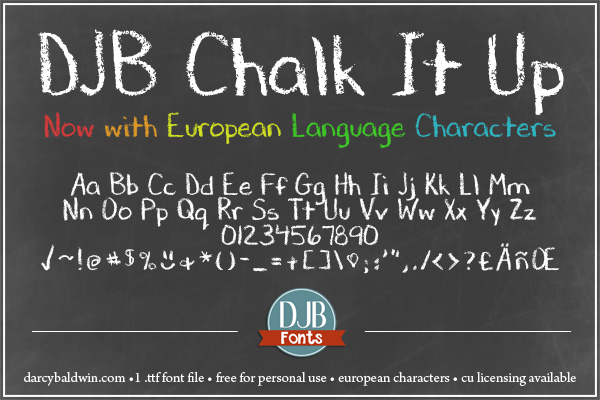 DJB Chalk It Up
Now with European Language Characters
Aa Bb Cc Dd Ee Ff Gg Hh Ii Jj Kk Ll Mm
Nn Oo Pp Qq Rr Ss Tt Uu Vv Ww Xx Yy Zz
01234567890
√~!@#$%ت&*()-_=+[]\♡;:'",./<>?£ÄñŒ
DJB
Fonts
darcybaldwin.com • 1 .ttf font file • free for personal use • european characters • cu licensing available